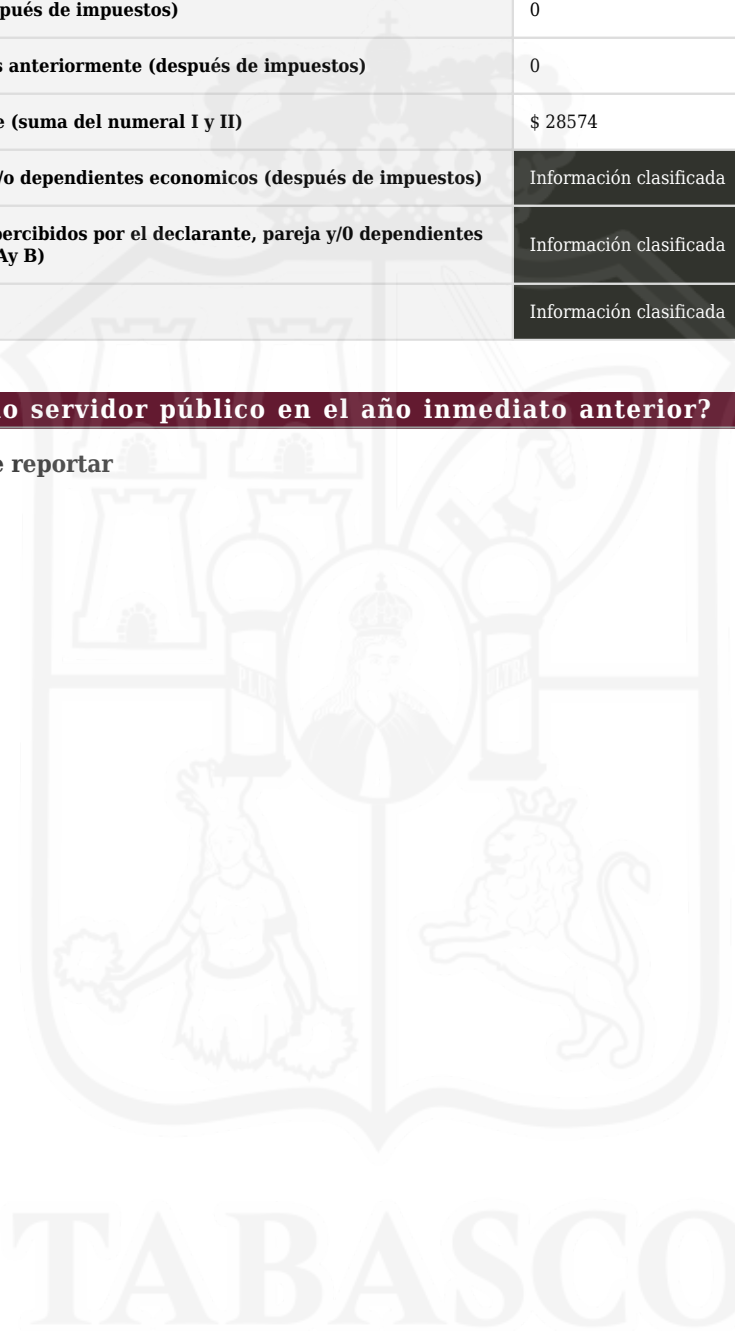 pués de impuestos)
0
s anteriormente (después de impuestos)
0
e (suma del numeral I y II)
$ 28574
/o dependientes economicos (después de impuestos)
Información clasificada
percibidos por el declarante, pareja y/0 dependientes
Ay B)
Información clasificada
Información clasificada
o servidor público en el año inmediato anterior?
e reportar
PLUS
ULTRA
TABASCO